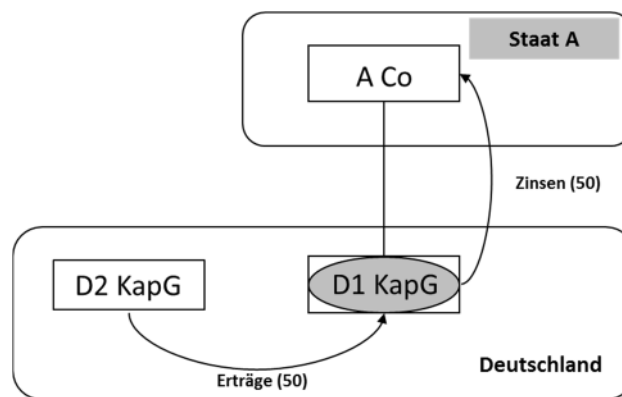 Staat A
A Co
Zinsen (50)
D2 KapG
D1 KapG
Erträge (50)
Deutschland